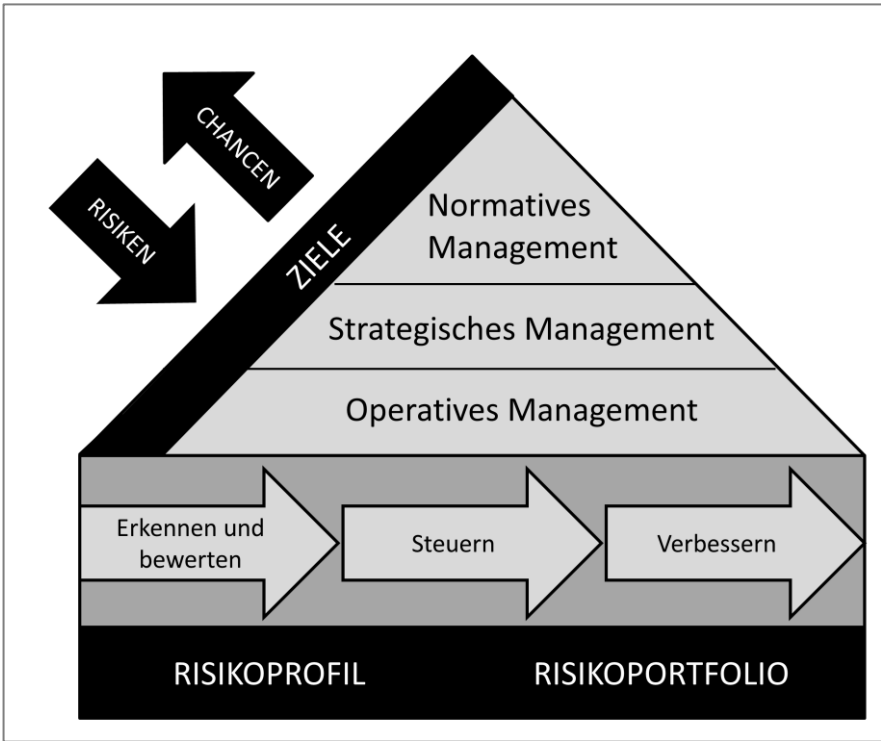 CHANCEN
RISIKEN
ZIELE
Normatives
Management
Strategisches Management
Operatives Management
Erkennen und
bewerten
Steuern
Verbessern
RISIKOPROFIL
RISIKOPORTFOLIO